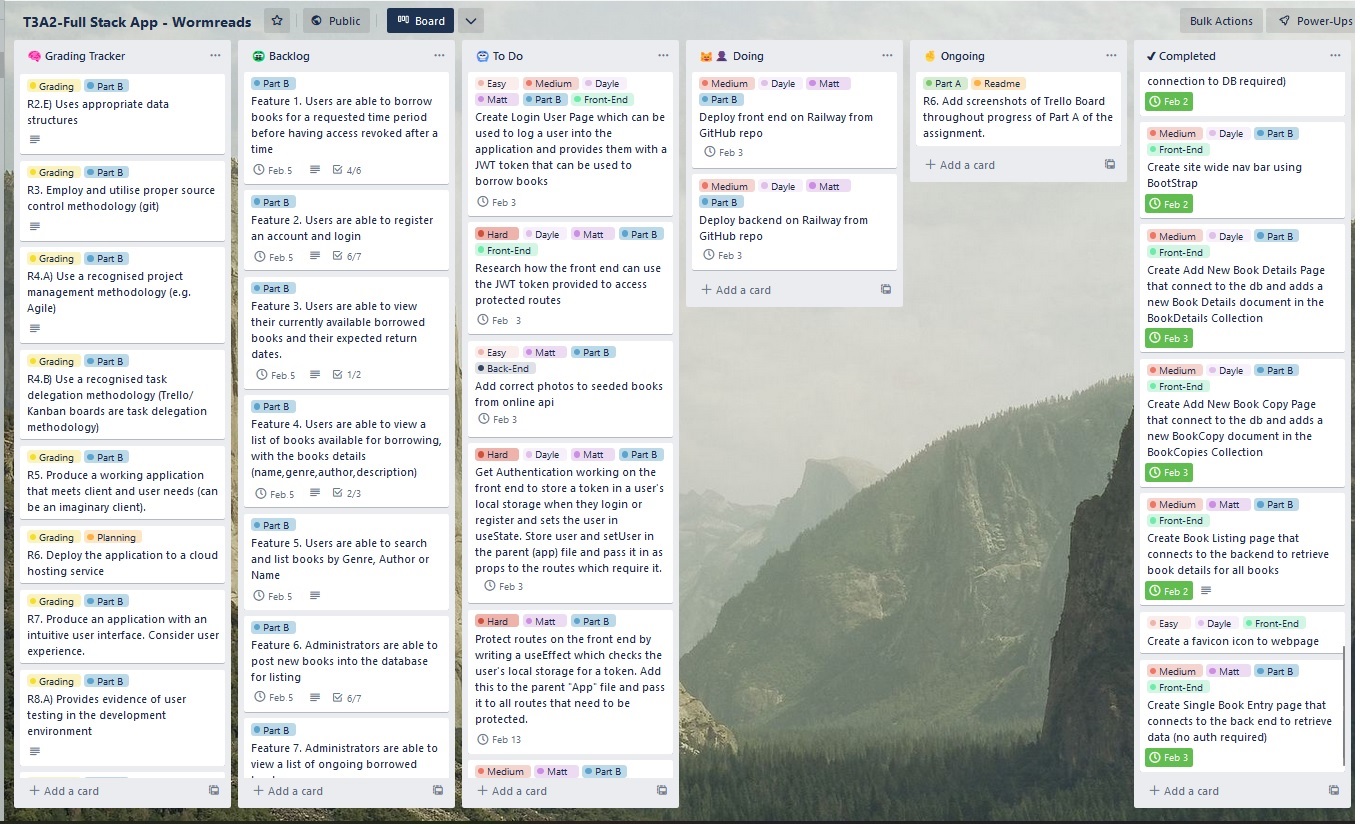 T3A2-Full Stack App - Wormreads
Public
Board
Bulk Actions
Power-Ups
Grading Tracker
Grading Part B
R2.E) Uses appropriate data
structures
Grading Part B
R3. Employ and utilise proper source
control methodology (git)
Grading Part B
R4.A) Use a recognised project
management methodology (e.g.
Agile)
Grading Part B
R4.B) Use a recognised task
delegation methodology (Trello/
Kanban boards are task delegation
methodology)
Grading Part B
R5. Produce a working application
that meets client and user needs (can
be an imaginary client).
Grading Planning
R6. Deploy the application to a cloud
hosting service
Grading Part B
R7. Produce an application with an
intuitive user interface. Consider user
experience.
Grading Part B
R8.A) Provides evidence of user
testing in the development
environment
+ Add a card
Backlog
Part B
Feature 1. Users are able to borrow
books for a requested time period
before having access revoked after a
time
Feb 5 4/6
Part B
Feature 2. Users are able to register
an account and login
Feb 5 6/7
Part B
Feature 3. Users are able to view
their currently available borrowed
books and their expected return
dates.
Feb 5 1/2
Part B
Feature 4. Users are able to view a
list of books available for borrowing,
with the books details
(name,genre,author,description)
Feb 5 2/3
Part B
Feature 5. Users are able to search
and list books by Genre, Author or
Name
Feb 5
Part B
Feature 6. Administrators are able to
post new books into the database
for listing
Feb 5 6/7
Part B
Feature 7. Administrators are able to
view a list of ongoing borrowed
+ Add a card
To Do
Easy Medium Dayle
Matt Part B Front-End
Create Login User Page which can be
used to log a user into the
application and provides them with a
JWT token that can be used to
borrow books
Feb 3
Hard Dayle Matt Part B
Front-End
Research how the front end can use
the JWT token provided to access
protected routes
Feb 3
Easy Matt Part B
Back-End
Add correct photos to seeded books
from online api
Feb 3
Hard Dayle Matt Part B
Get Authentication working on the
front end to store a token in a user's
local storage when they login or
register and sets the user in
useState. Store user and setUser in
the parent (app) file and pass it in as
props to the routes which require it.
Feb 3
Hard Matt Part B
Protect routes on the front end by
writing a useEffect which checks the
user's local storage for a token. Add
this to the parent "App" file and pass
it to all routes that need to be
protected.
Feb 13
Medium Matt Part B
+ Add a card
Doing
Medium Dayle Matt
Part B
Deploy front end on Railway from
GitHub repo
Feb 3
Medium Dayle Matt
Part B
Deploy backend on Railway from
GitHub repo
Feb 3
+ Add a card
Ongoing
Part A Readme
R6. Add screenshots of Trello Board
throughout progress of Part A of the
assignment.
+ Add a card
Completed
connection to DB required)
Feb 2
Medium Dayle Part B
Front-End
Create site wide nav bar using
BootStrap
Feb 2
Medium Dayle Part B
Front-End
Create Add New Book Details Page
that connect to the db and adds a
new Book Details document in the
BookDetails Collection
Feb 3
Medium Dayle Part B
Front-End
Create Add New Book Copy Page
that connect to the db and adds a
new BookCopy document in the
BookCopies Collection
Feb 3
Medium Matt Part B
Front-End
Create Book Listing page that
connects to the backend to retrieve
book details for all books
Feb 2
Easy Dayle Front-End
Create a favicon icon to webpage
Medium Matt Part B
Front-End
Create Single Book Entry page that
connects to the back end to retrieve
data (no auth required)
Feb 3
+ Add a card